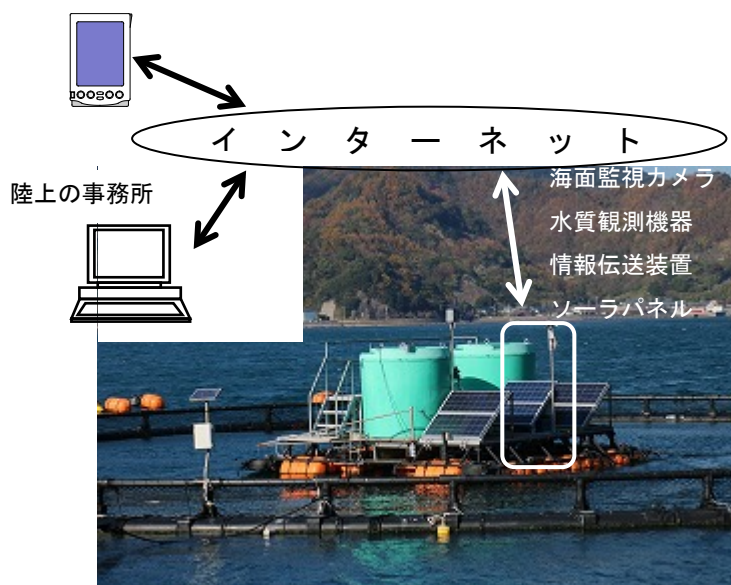 インターネット
陸上の事務所
海面監視カメラ
水質観測機器
情報伝送装置
ソーラパネル